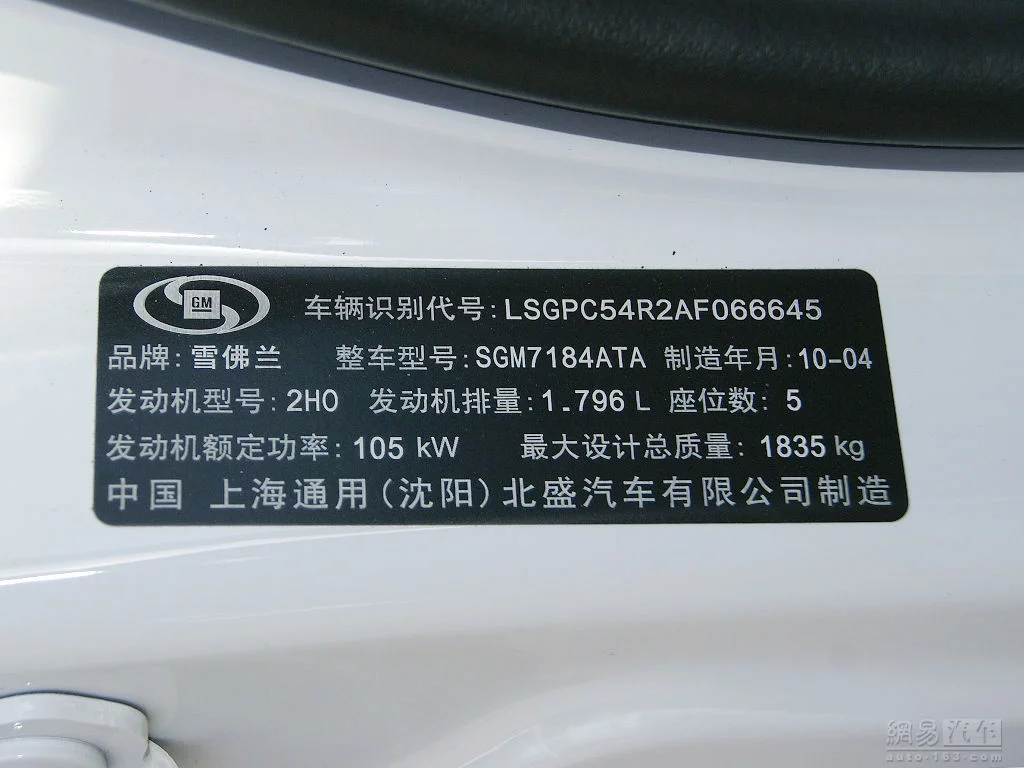 GM 车辆识别代号:LSGPC54R2AF066645
品牌:雪佛兰 整车型号:SGM7184ATA 制造年月:10-04
发动机型号:2H0 发动机排量:1.796 L 座位数: 5
发动机额定功率:105 kW 最大设计总质量: 1835 kg
中国 上海通用(沈阳)北盛汽车有限公司制造
網易汽车
auto.163.com